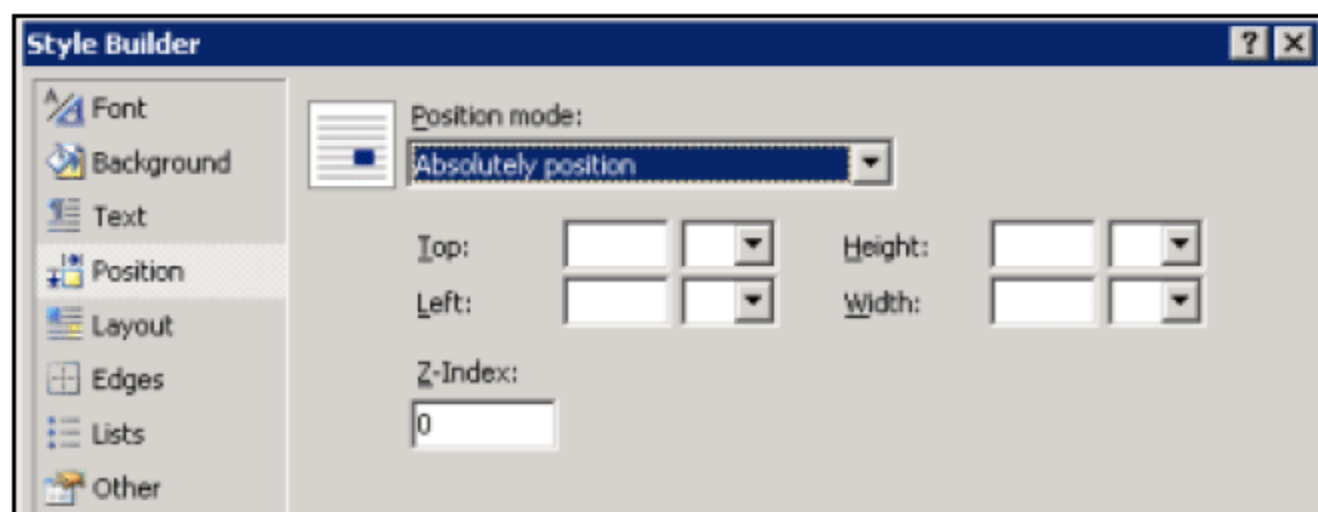 Style Builder
Font
Background
Text
Position
Layout
Edges
Lists
Other
Position mode:
Absolutely position
Top:
Height:
Left:
Width:
Z-Index:
0